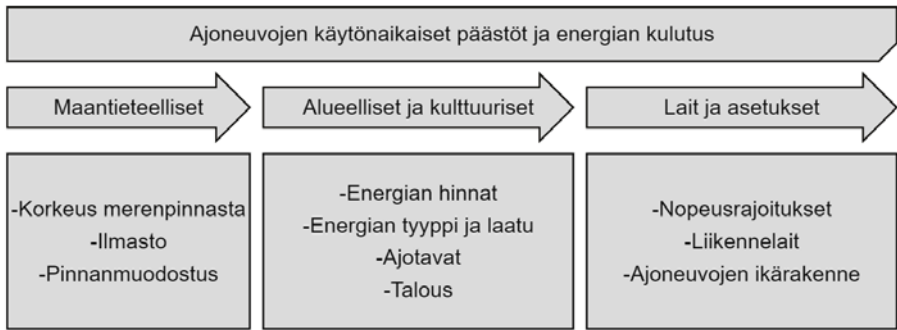 Ajoneuvojen käytönaikaiset päästöt ja energian kulutus
Maantieteelliset
Alueelliset ja kulttuuriset
Lait ja asetukset
-Korkeus merenpinnasta
-Ilmasto
-Pinnanmuodostus
-Energian hinnat
-Energian tyyppi ja laatu
-Ajotavat
-Talous
-Nopeusrajoitukset
-Liikennelait
-Ajoneuvojen ikärakenne